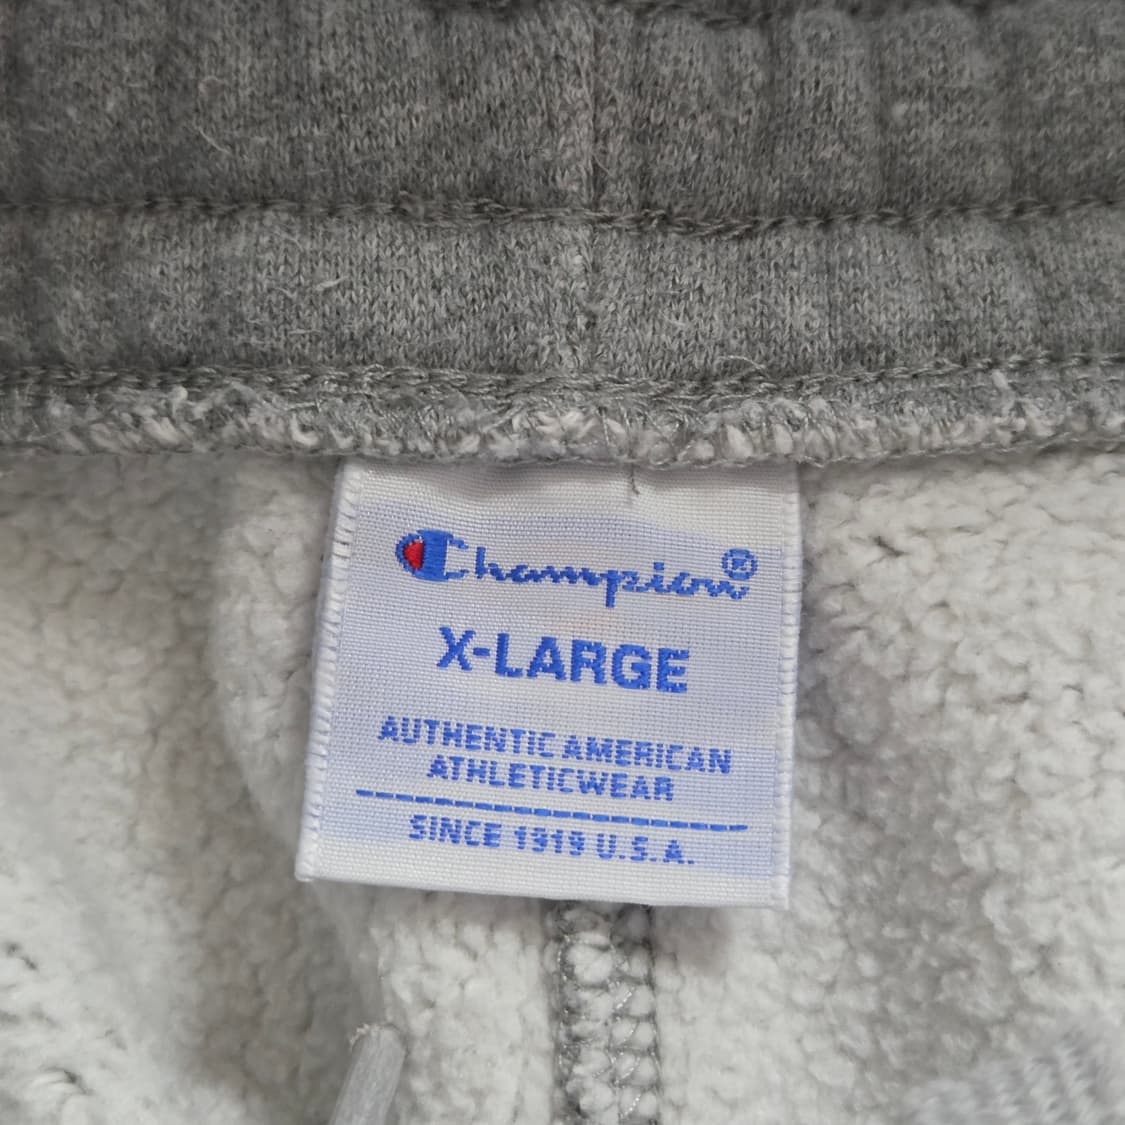 Champion®
X-LARGE
AUTHENTIC AMERICAN
ATHLETICWEAR
SINCE 1919 U.S.A.